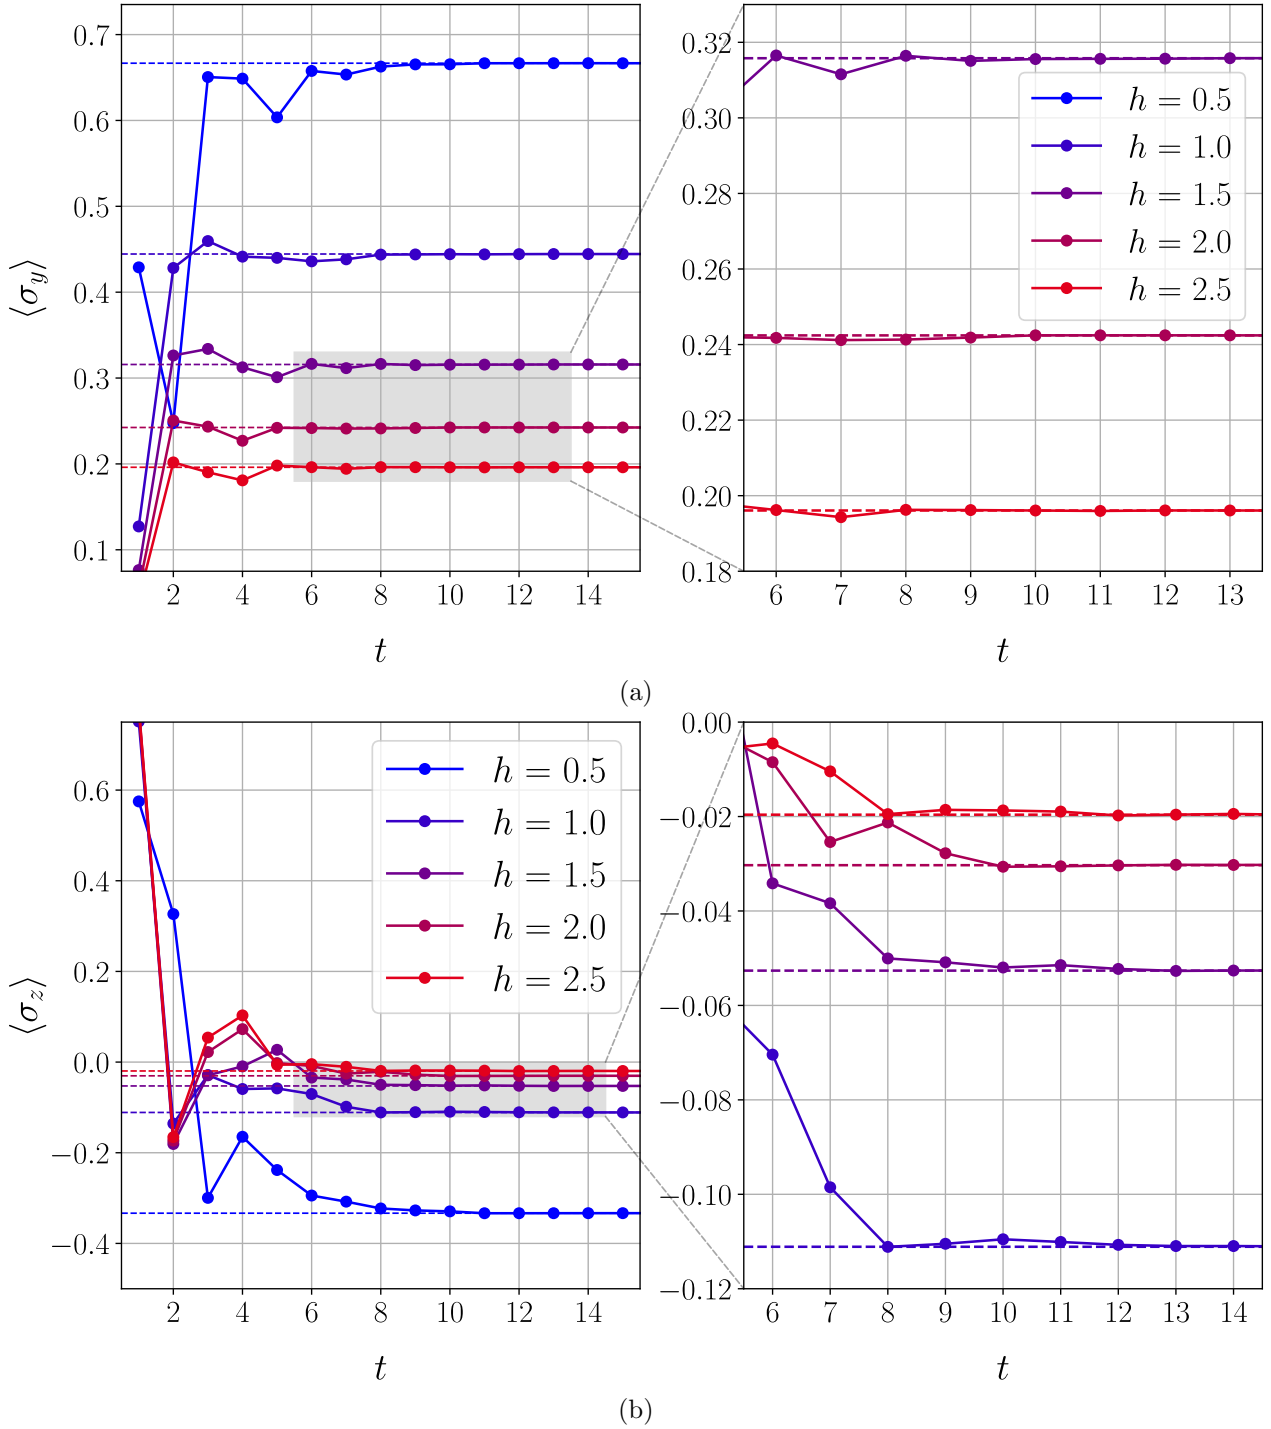 0.7
0.6
0.5
0.4
0.3
0.2
0.1
⟨σ_y⟩
2 4 6 8 10 12 14
t
0.32
0.30
0.28
0.26
0.24
0.22
0.20
0.18
h = 0.5
h = 1.0
h = 1.5
h = 2.0
h = 2.5
6 7 8 9 10 11 12 13
t
(a)
0.6
0.4
0.2
0.0
−0.2
−0.4
⟨σ_z⟩
h = 0.5
h = 1.0
h = 1.5
h = 2.0
h = 2.5
2 4 6 8 10 12 14
t
0.00
−0.02
−0.04
−0.06
−0.08
−0.10
−0.12
6 7 8 9 10 11 12 13 14
t
(b)